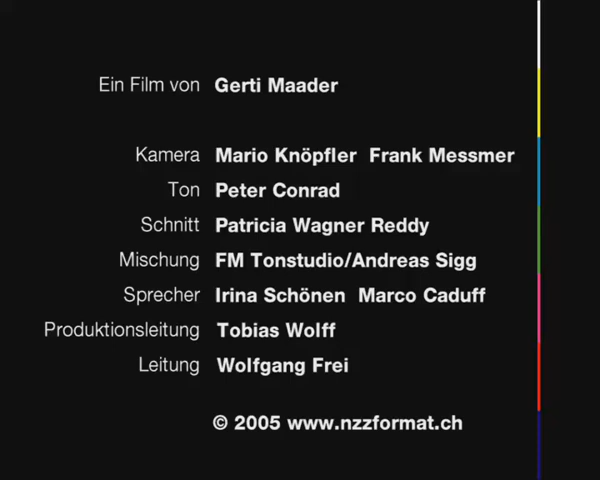 Ein Film von Gerti Maader
Kamera Mario Knöpfler Frank Messmer
Ton Peter Conrad
Schnitt Patricia Wagner Reddy
Mischung FM Tonstudio/Andreas Sigg
Sprecher Irina Schönen Marco Caduff
Produktionsleitung Tobias Wolff
Leitung Wolfgang Frei
© 2005 www.nzzformat.ch